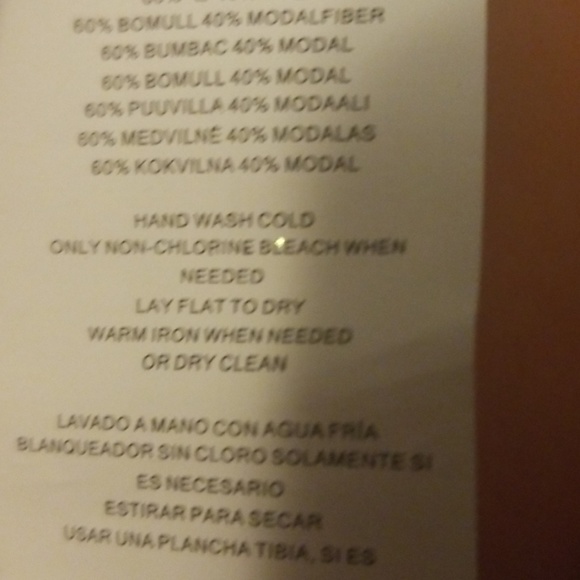 60% BOMULL 40% MODALFIBER
60% BUMBAC 40% MODAL
60% BOMULL 40% MODAL
60% PUUVILLA 40% MODAALI
60% MEDVILNĖ 40% MODALAS
60% KOKVILNA 40% MODAL
HAND WASH COLD
ONLY NON-CHLORINE BLEACH WHEN
NEEDED
LAY FLAT TO DRY
WARM IRON WHEN NEEDED
OR DRY CLEAN
LAVADO A MANO CON AGUA FRÍA
BLANQUEADOR SIN CLORO SOLAMENTE SI
ES NECESARIO
ESTIRAR PARA SECAR
USAR UNA PLANCHA TIBIA, SI ES